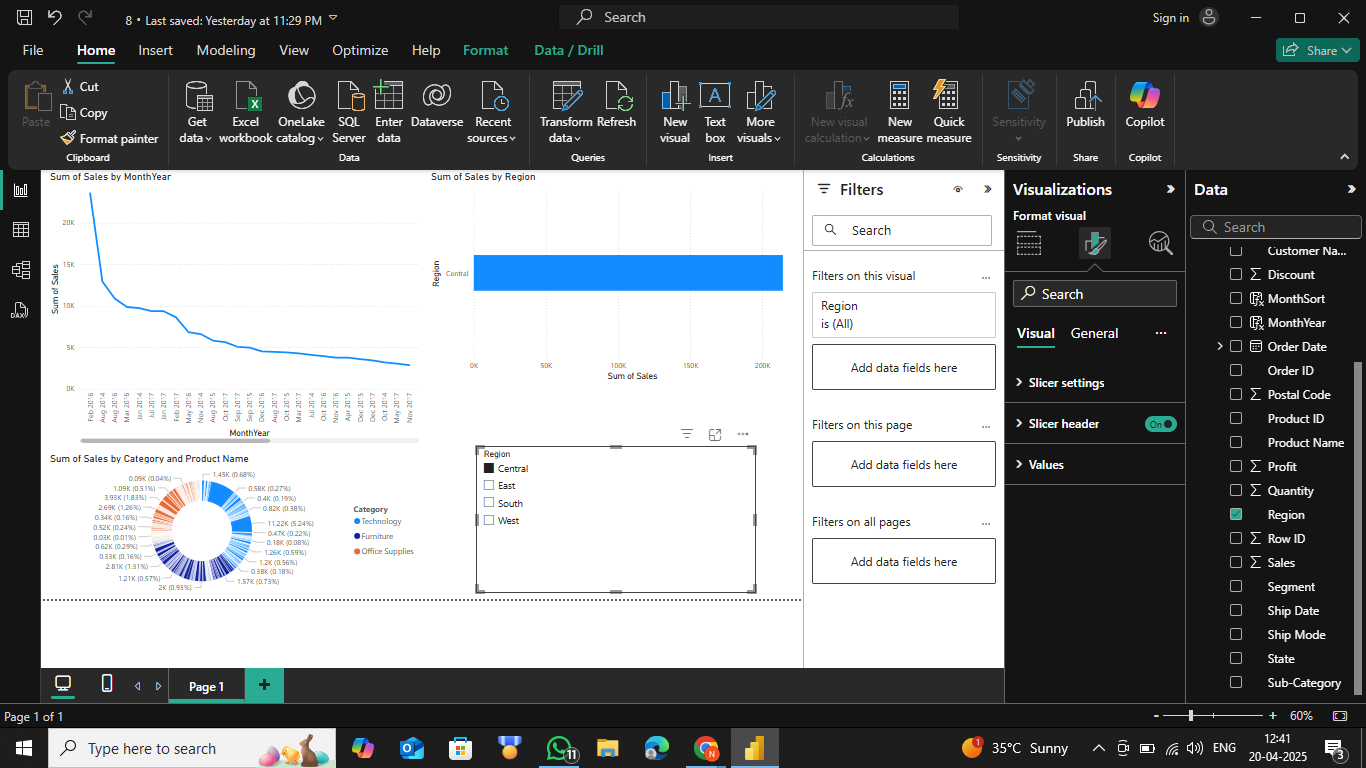 8 • Last saved: Yesterday at 11:29 PM
Search
Sign in
File
Home
Insert
Modeling
View
Optimize
Help
Format
Data / Drill
Share
Paste
Cut
Copy
Format painter
Clipboard
Get data
Excel workbook
OneLake catalog
SQL Server
Enter data
Dataverse
Recent sources
Data
Transform data
Refresh
Queries
New visual
Text box
More visuals
Insert
New visual calculation
New measure
Quick measure
Calculations
Sensitivity
Sensitivity
Publish
Share
Copilot
Copilot
Sum of Sales by MonthYear
Sum of Sales
20K
15K
10K
5K
0K
Feb 2016
Aug 2014
Aug 2016
Mar 2016
Jan 2014
Jul 2017
Jan 2017
Feb 2017
May 2016
Nov 2014
Aug 2015
Oct 2017
Sep 2017
Sep 2015
Dec 2016
Aug 2017
Oct 2015
Mar 2017
Jul 2014
Oct 2016
Nov 2016
Apr 2015
Dec 2015
Dec 2017
Oct 2014
May 2017
Nov 2017
MonthYear
Sum of Sales by Region
Region
Central
0K
50K
100K
150K
200K
Sum of Sales
Sum of Sales by Category and Product Name
1.45K (0.68%)
0.58K (0.27%)
0.4K (0.19%)
0.82K (0.38%)
11.22K (5.24%)
0.47K (0.22%)
0.18K (0.08%)
1.26K (0.59%)
1.2K (0.56%)
0.38K (0.18%)
1.57K (0.73%)
2K (0.93%)
1.21K (0.57%)
2.81K (1.31%)
0.33K (0.16%)
0.62K (0.29%)
0.03K (0.01%)
0.52K (0.24%)
0.34K (0.16%)
2.69K (1.26%)
3.93K (1.83%)
1.09K (0.51%)
0.09K (0.04%)
Category
Technology
Furniture
Office Supplies
Region
Central
East
South
West
Filters
Search
Filters on this visual
...
Region
is (All)
Add data fields here
Filters on this page
...
Add data fields here
Filters on all pages
...
Add data fields here
Visualizations
Format visual
Search
Visual
General
...
Slicer settings
Slicer header
On
Values
Data
Search
Customer Na...
Discount
MonthSort
MonthYear
Order Date
Order ID
Postal Code
Product ID
Product Name
Profit
Quantity
Region
Row ID
Sales
Segment
Ship Date
Ship Mode
State
Sub-Category
Page 1
+
Page 1 of 1
- + 60%
Type here to search
11
N
1
35°C Sunny
ENG
12:41
20-04-2025
3